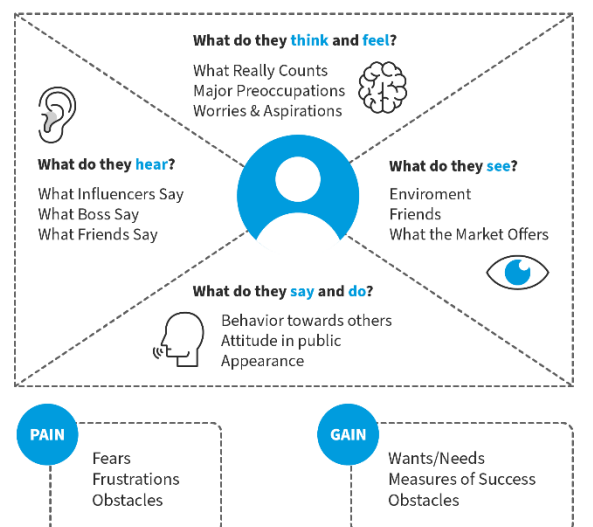 What do they think and feel?
What Really Counts
Major Preoccupations
Worries & Aspirations
What do they hear?
What Influencers Say
What Boss Say
What Friends Say
What do they see?
Enviroment
Friends
What the Market Offers
What do they say and do?
Behavior towards others
Attitude in public
Appearance
PAIN
Fears
Frustrations
Obstacles
GAIN
Wants/Needs
Measures of Success
Obstacles